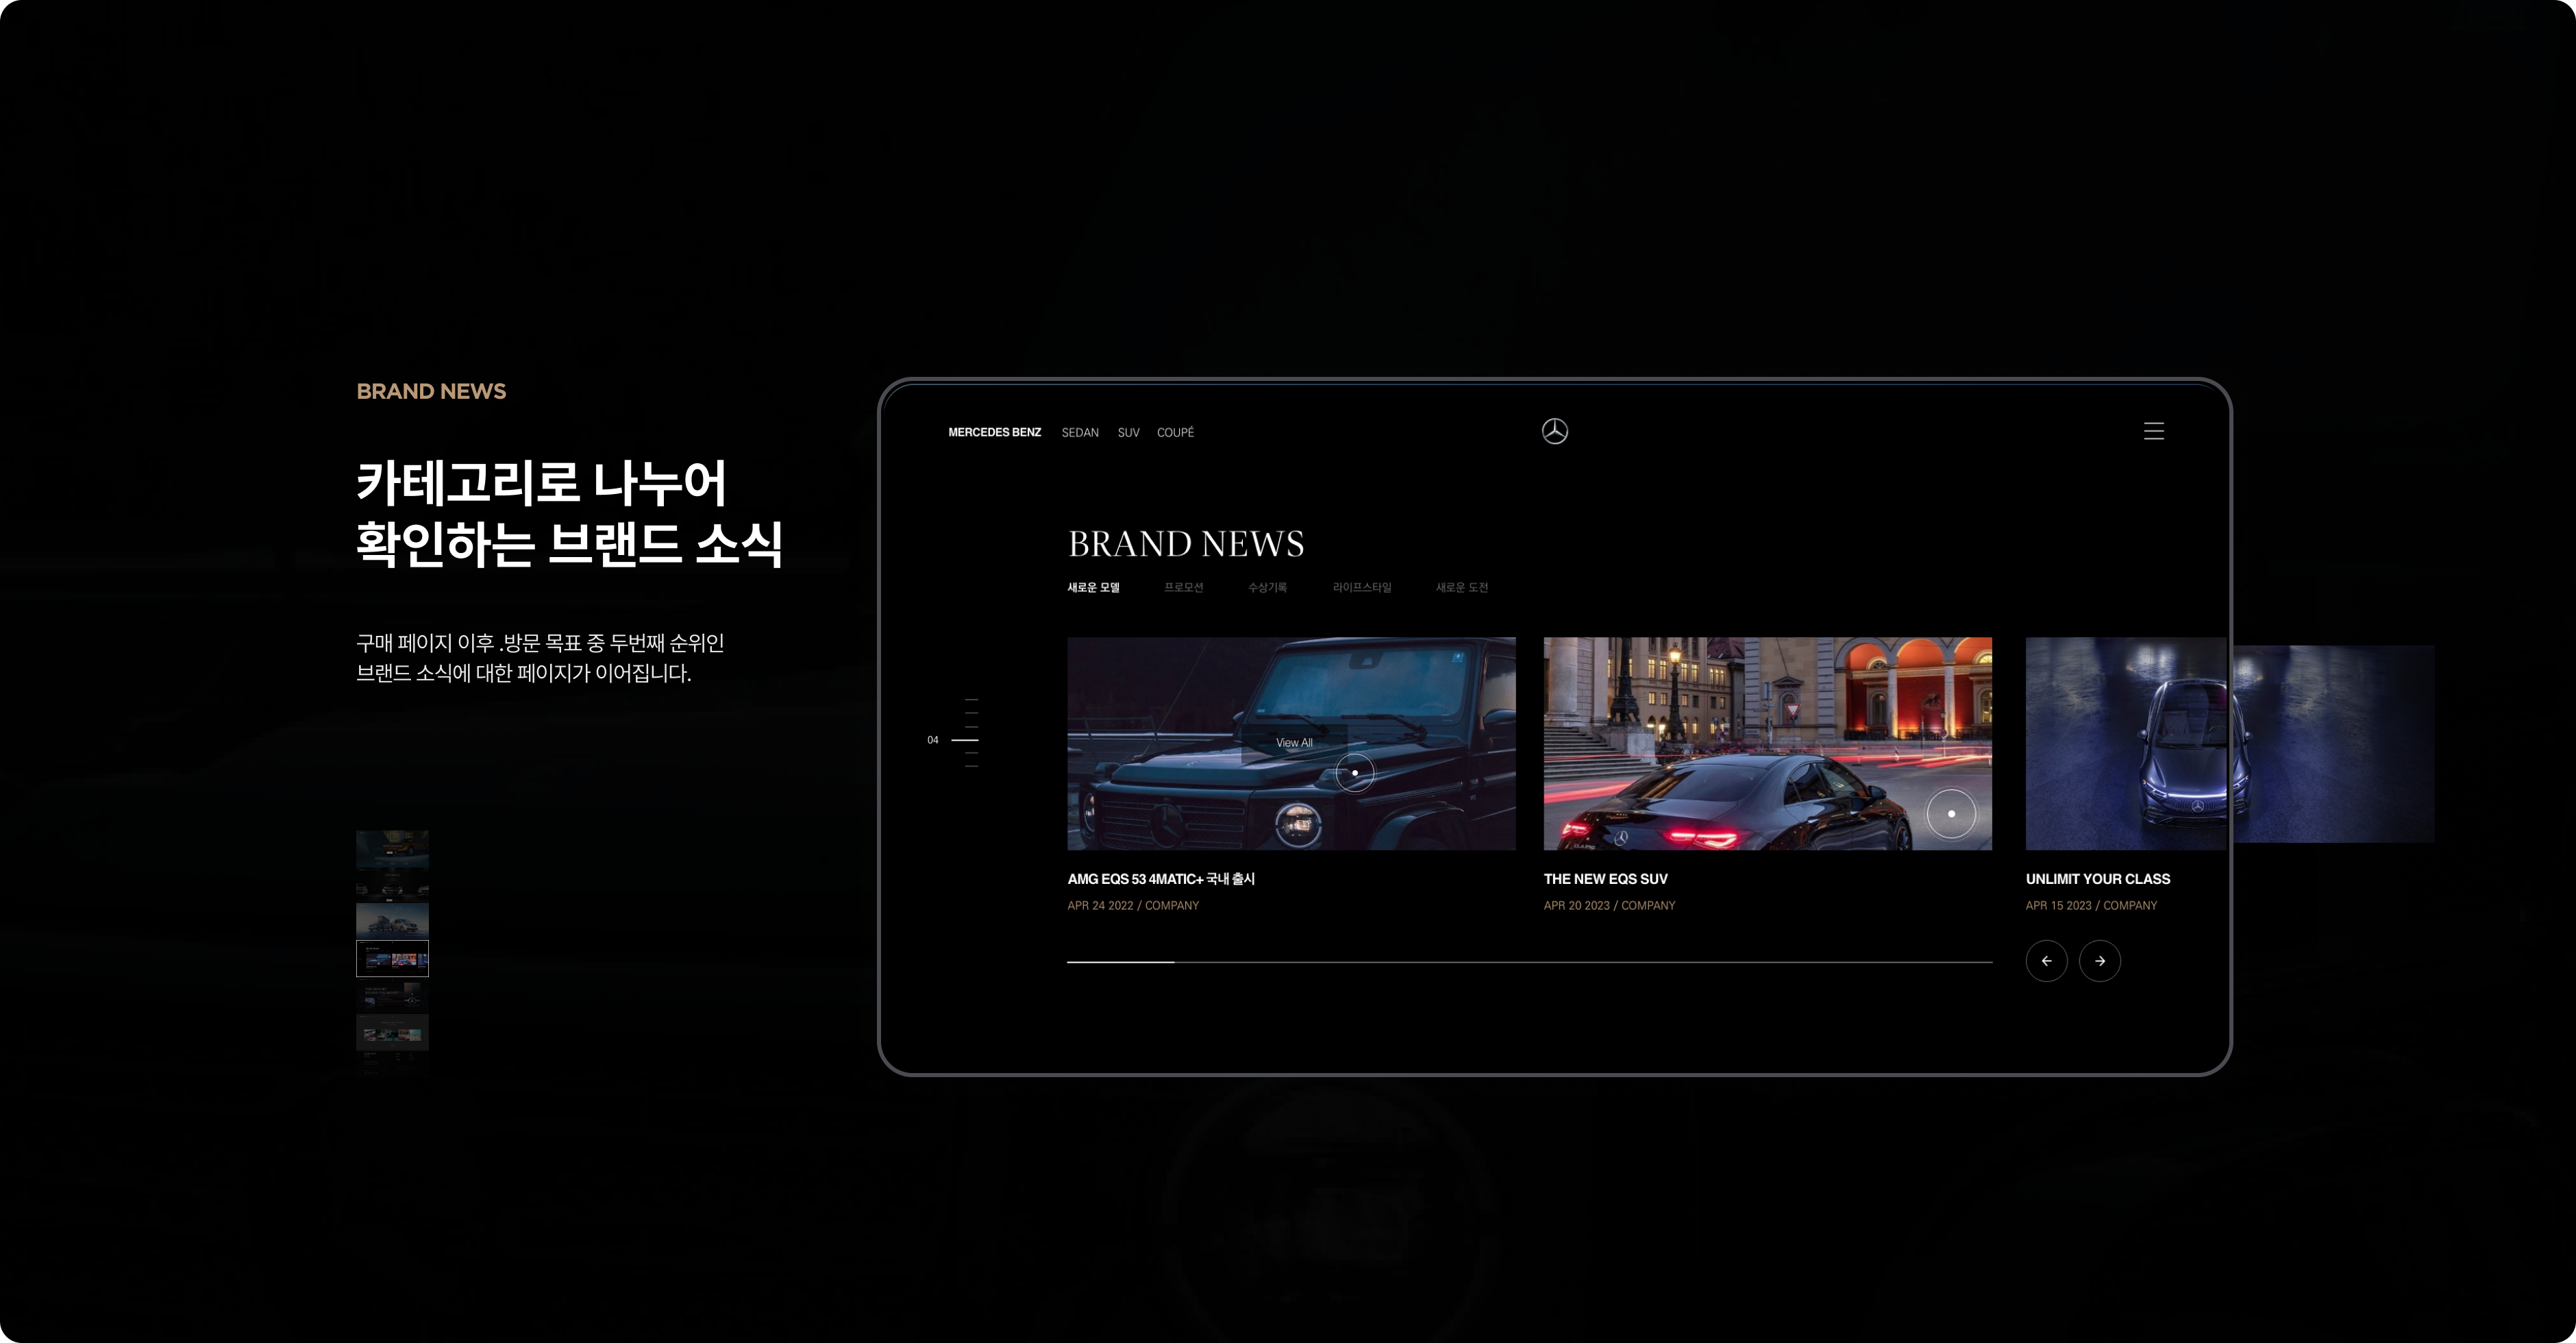 BRAND NEWS
카테고리로 나누어
확인하는 브랜드 소식
구매 페이지 이후 .방문 목표 중 두번째 순위인
브랜드 소식에 대한 페이지가 이어집니다.
MERCEDES BENZ SEDAN SUV COUPÉ
BRAND NEWS
새로운 모델 프로모션 수상기록 라이프스타일 새로운 도전
04
View All
AMG EQS 53 4MATIC+ 국내 출시
APR 24 2022 / COMPANY
THE NEW EQS SUV
APR 20 2023 / COMPANY
UNLIMIT YOUR CLASS
APR 15 2023 / COMPANY